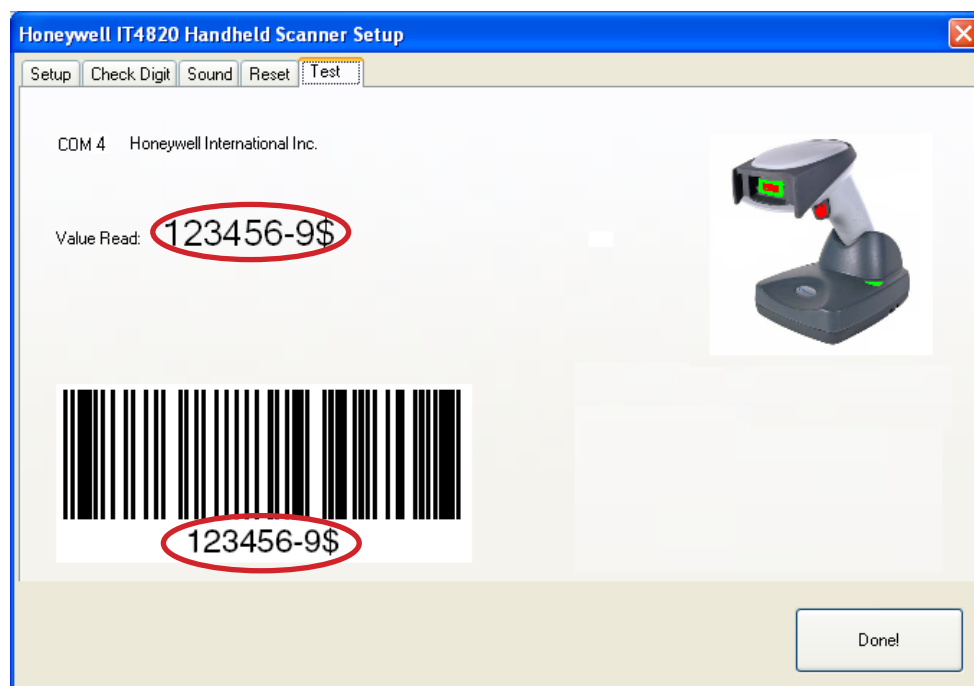 Honeywell IT4820 Handheld Scanner Setup
Setup Check Digit Sound Reset Test
COM 4 Honeywell International Inc.
Value Read: 123456-9$
123456-9$
Done!